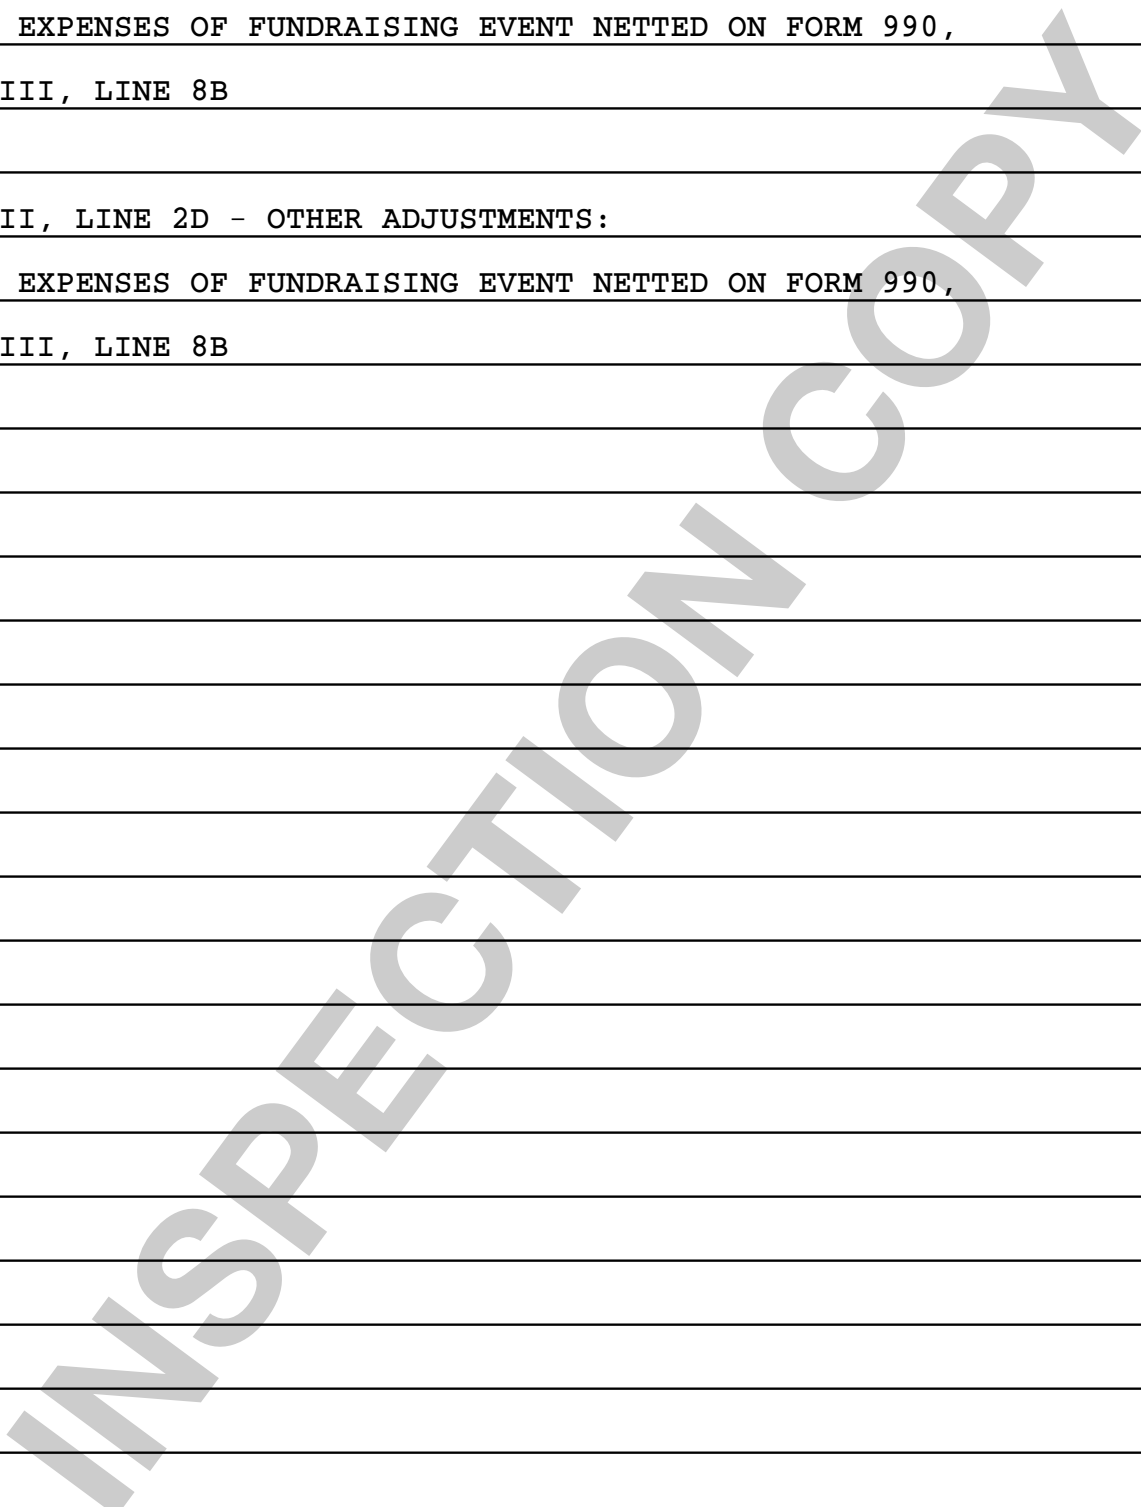 EXPENSES OF FUNDRAISING EVENT NETTED ON FORM 990,
III, LINE 8B
II, LINE 2D - OTHER ADJUSTMENTS:
EXPENSES OF FUNDRAISING EVENT NETTED ON FORM 990,
III, LINE 8B
INSPECTION COPY